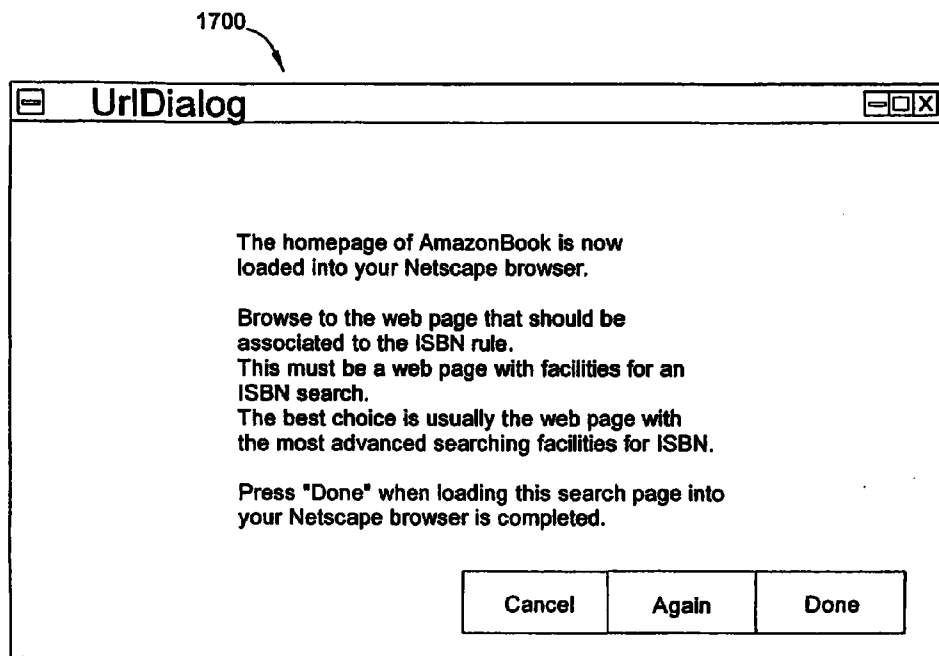 1700
UrlDialog
The homepage of AmazonBook is now
loaded into your Netscape browser.
Browse to the web page that should be
associated to the ISBN rule.
This must be a web page with facilities for an
ISBN search.
The best choice is usually the web page with
the most advanced searching facilities for ISBN.
Press "Done" when loading this search page into
your Netscape browser is completed.
Cancel Again Done